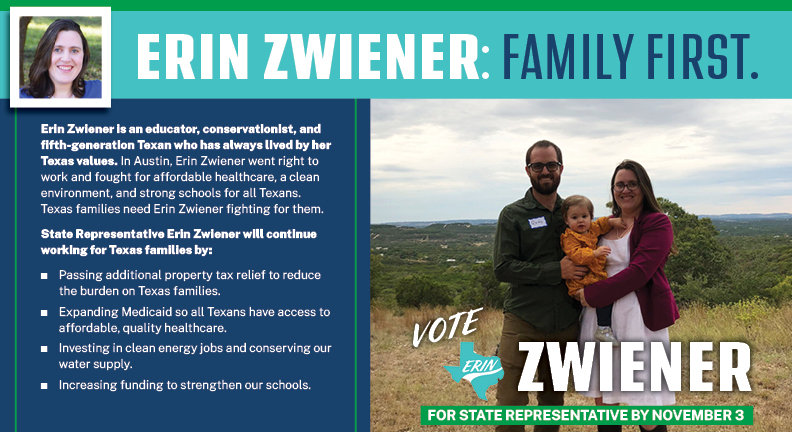 ERIN ZWIENER: FAMILY FIRST.
Erin Zwiener is an educator, conservationist, and
fifth-generation Texan who has always lived by her
Texas values. In Austin, Erin Zwiener went right to
work and fought for affordable healthcare, a clean
environment, and strong schools for all Texans.
Texas families need Erin Zwiener fighting for them.
State Representative Erin Zwiener will continue
working for Texas families by:
Passing additional property tax relief to reduce
the burden on Texas families.
Expanding Medicaid so all Texans have access to
affordable, quality healthcare.
Investing in clean energy jobs and conserving our
water supply.
Increasing funding to strengthen our schools.
VOTE
ERIN
ZWIENER
FOR STATE REPRESENTATIVE BY NOVEMBER 3